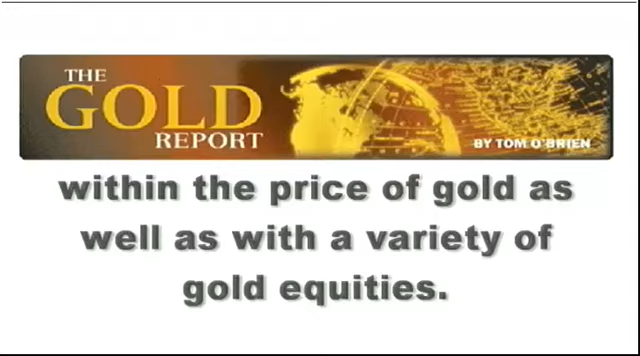 THE
GOLD
REPORT
BY TOM O'BRIEN
within the price of gold as
well as with a variety of
gold equities.